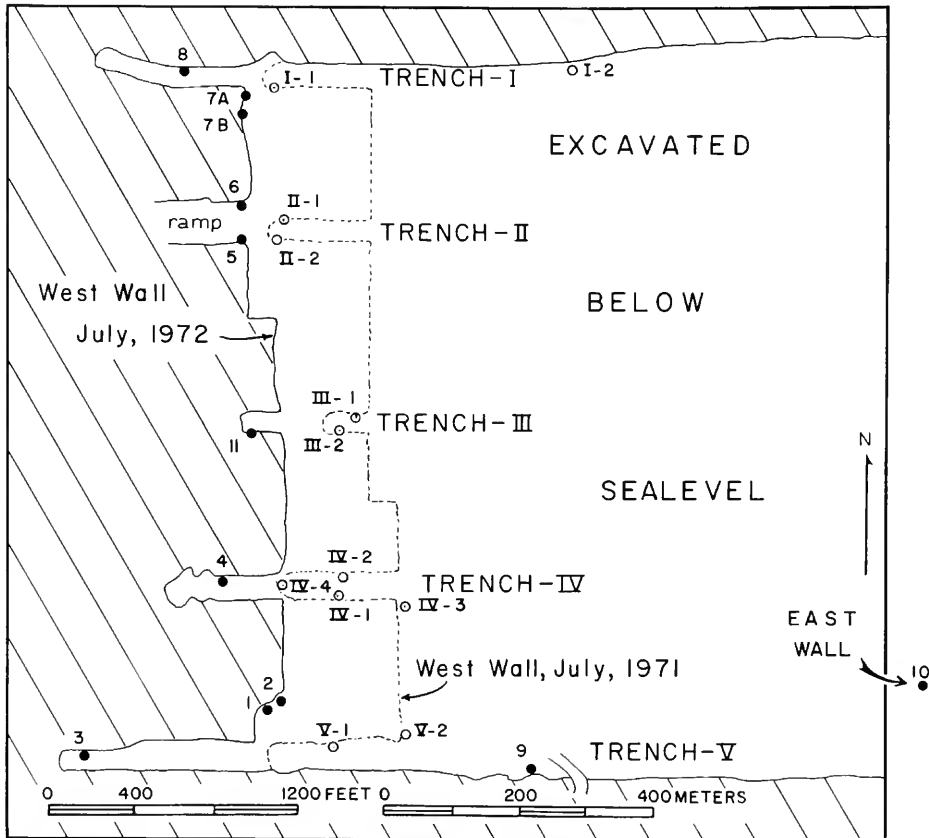 8
I-1
TRENCH-I
I-2
7A
7B
EXCAVATED
6
II-1
ramp
TRENCH-II
5
II-2
West Wall
July, 1972
BELOW
III-1
TRENCH-III
11
III-2
N
SEALEVEL
4
IV-2
IV-4
TRENCH-IV
IV-1
IV-3
EAST
WALL
10
West Wall, July, 1971
2
1
V-1
V-2
3
9
TRENCH-V
0 400 1200 FEET
0 200 400 METERS